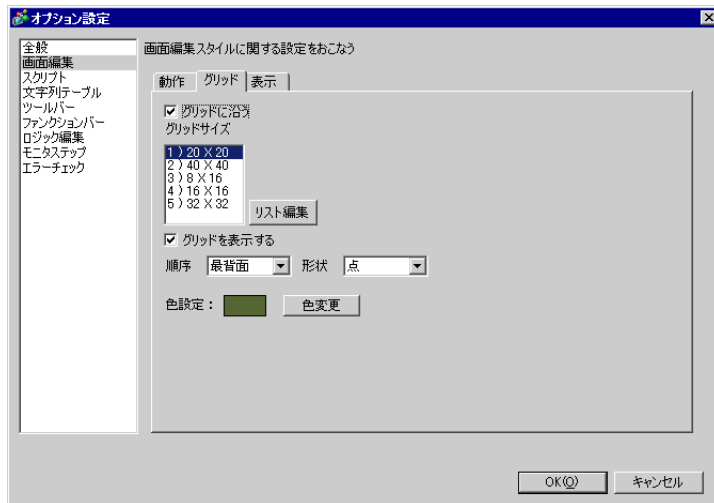 オプション設定
全般
画面編集
スクリプト
文字列テーブル
ツールバー
ファンクションバー
ロジック編集
モニタステップ
エラーチェック
画面編集スタイルに関する設定をおこなう
動作 グリッド 表示
グリッドに沿う
グリッドサイズ
1 ) 20 X 20
2 ) 40 X 40
3 ) 8 X 16
4 ) 16 X 16
5 ) 32 X 32
リスト編集
グリッドを表示する
順序 最背面 形状 点
色設定： 色変更
OK(O) キャンセル